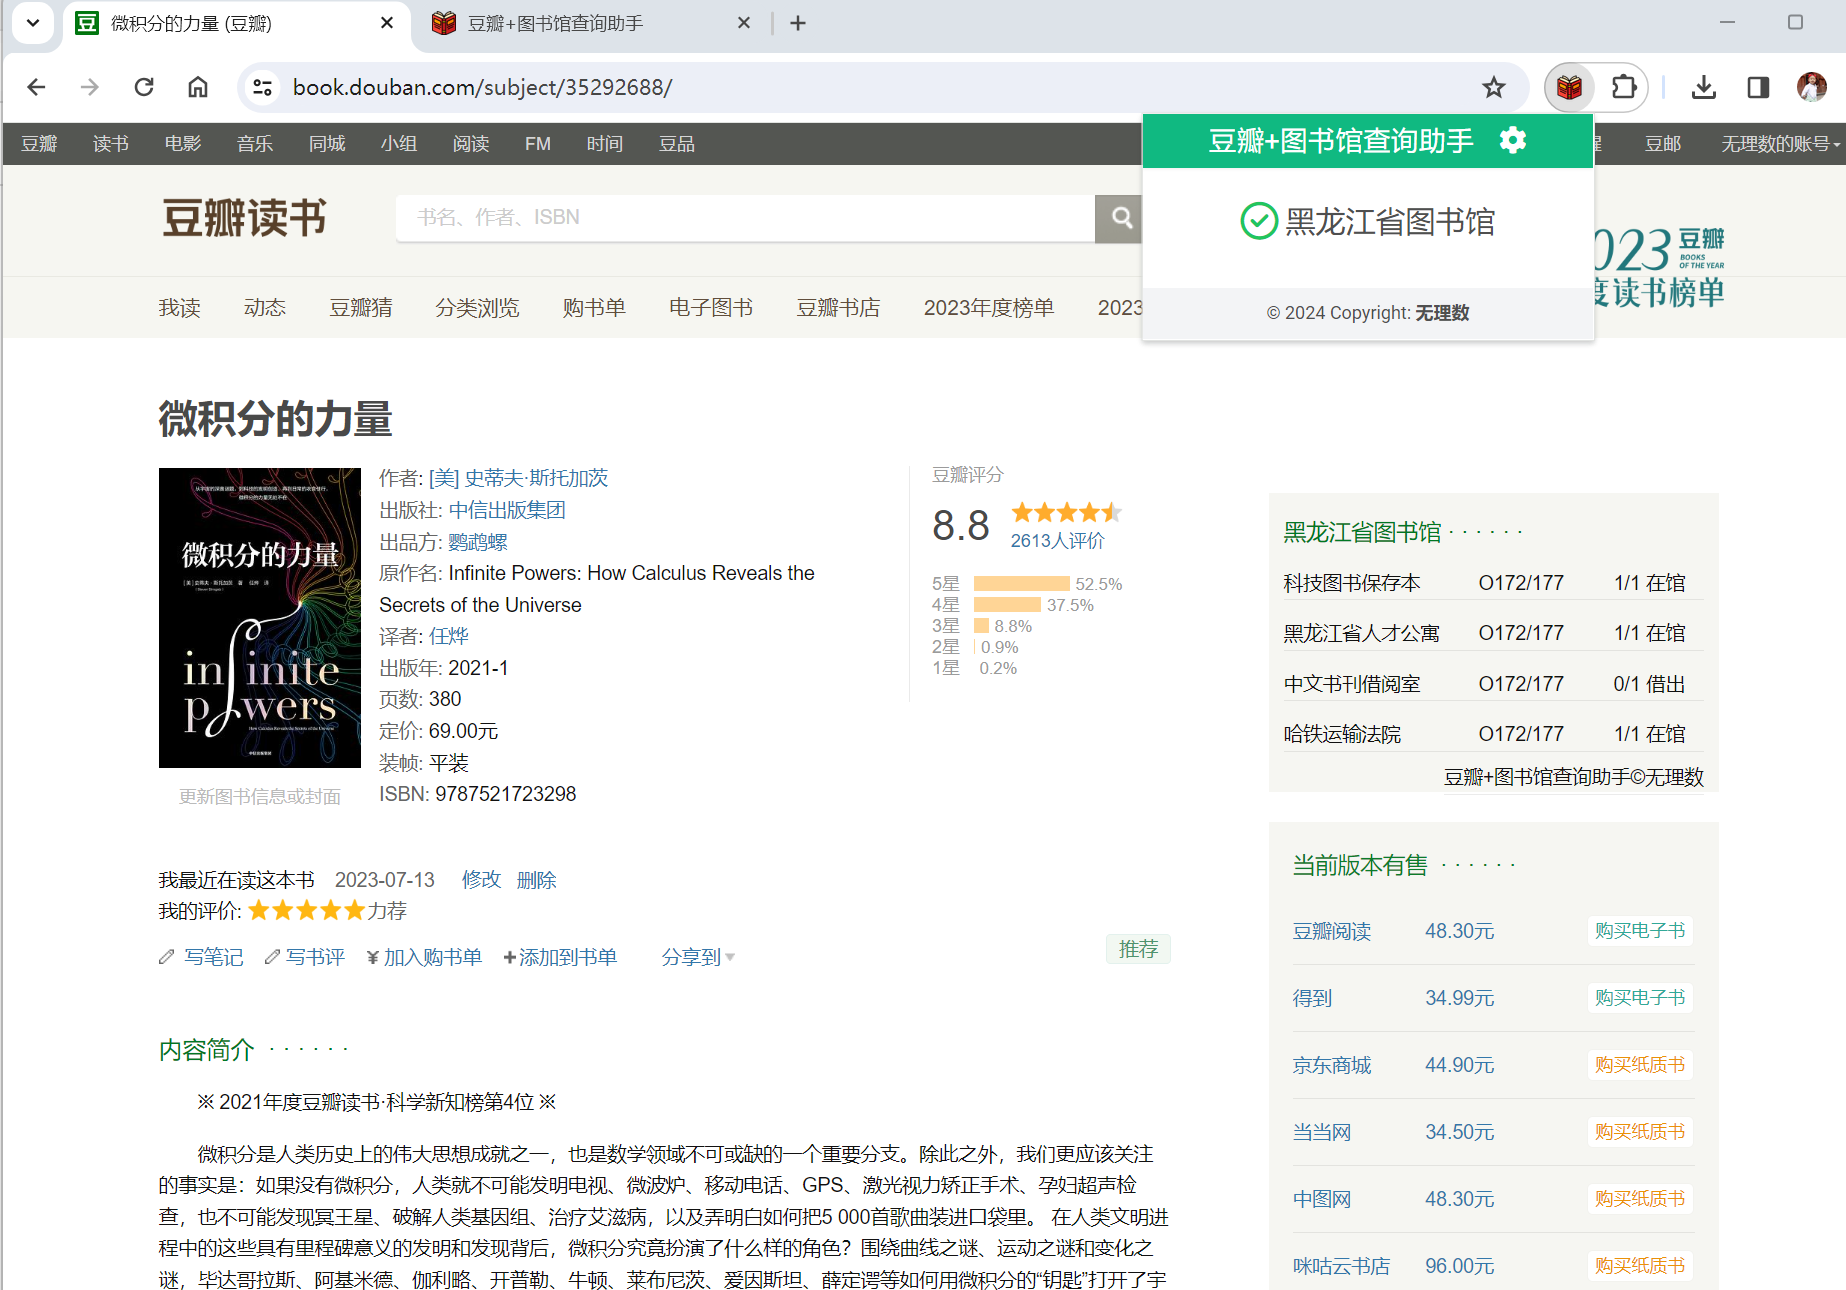 微积分的力量 (豆瓣)
豆瓣+图书馆查询助手
book.douban.com/subject/35292688/
豆瓣 读书 电影 音乐 同城 小组 阅读 FM 时间 豆品
豆邮 无理数的账号
豆瓣+图书馆查询助手
黑龙江省图书馆
© 2024 Copyright: 无理数
豆瓣读书
书名、作者、ISBN
023 豆瓣
BOOKS
OF THE YEAR
度读书榜单
我读 动态 豆瓣猜 分类浏览 购书单 电子图书 豆瓣书店 2023年度榜单 2023
微积分的力量
微积分的力量
infinite
powers
更新图书信息或封面
作者: [美] 史蒂夫·斯托加茨
出版社: 中信出版集团
出品方: 鹦鹉螺
原作名: Infinite Powers: How Calculus Reveals the
Secrets of the Universe
译者: 任烨
出版年: 2021-1
页数: 380
定价: 69.00元
装帧: 平装
ISBN: 9787521723298
豆瓣评分
8.8
2613人评价
5星 52.5%
4星 37.5%
3星 8.8%
2星 0.9%
1星 0.2%
我最近在读这本书 2023-07-13 修改 删除
我的评价: 力荐
写笔记 写书评 ¥加入购书单 +添加到书单 分享到
推荐
内容简介 · · · · · ·
※ 2021年度豆瓣读书·科学新知榜第4位 ※
微积分是人类历史上的伟大思想成就之一，也是数学领域不可或缺的一个重要分支。除此之外，我们更应该关注
的事实是：如果没有微积分，人类就不可能发明电视、微波炉、移动电话、GPS、激光视力矫正手术、孕妇超声检
查，也不可能发现冥王星、破解人类基因组、治疗艾滋病，以及弄明白如何把5 000首歌曲装进口袋里。 在人类文明进
程中的这些具有里程碑意义的发明和发现背后，微积分究竟扮演了什么样的角色？围绕曲线之谜、运动之谜和变化之
谜，毕达哥拉斯、阿基米德、伽利略、开普勒、牛顿、莱布尼茨、爱因斯坦、薛定谔等如何用微积分的“钥匙”打开了宇
黑龙江省图书馆 · · · · · ·
科技图书保存本 O172/177 1/1 在馆
黑龙江省人才公寓 O172/177 1/1 在馆
中文书刊借阅室 O172/177 0/1 借出
哈铁运输法院 O172/177 1/1 在馆
豆瓣+图书馆查询助手©无理数
当前版本有售 · · · · · ·
豆瓣阅读 48.30元 购买电子书
得到 34.99元 购买电子书
京东商城 44.90元 购买纸质书
当当网 34.50元 购买纸质书
中图网 48.30元 购买纸质书
咪咕云书店 96.00元 购买纸质书